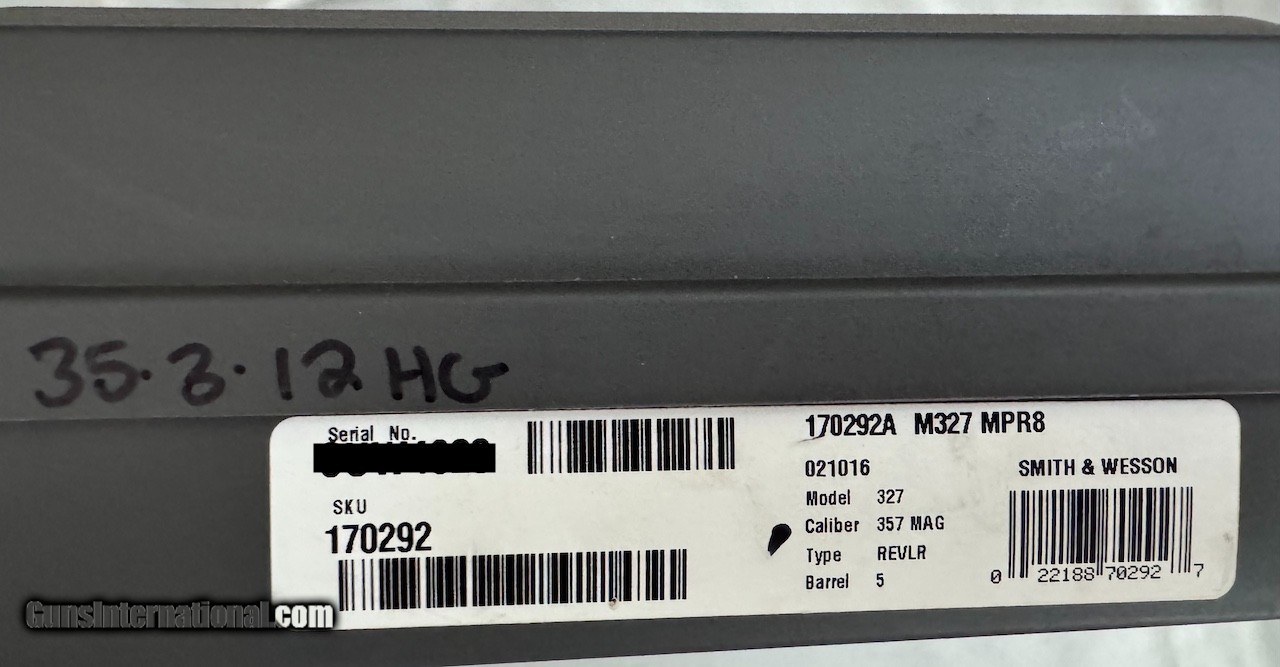 35.3.12 HG
Serial No.
SKU
170292
170292A M327 MPR8
021016
Model 327
Caliber 357 MAG
Type REVLR
Barrel 5
SMITH & WESSON
0 22188 70292 7
GunsInternational.com